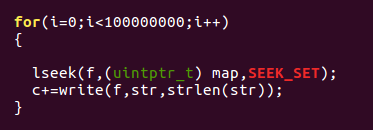 for(i=0;i<100000000;i++)
{
lseek(f,(uintptr_t) map,SEEK_SET);
c+=write(f,str,strlen(str));
}